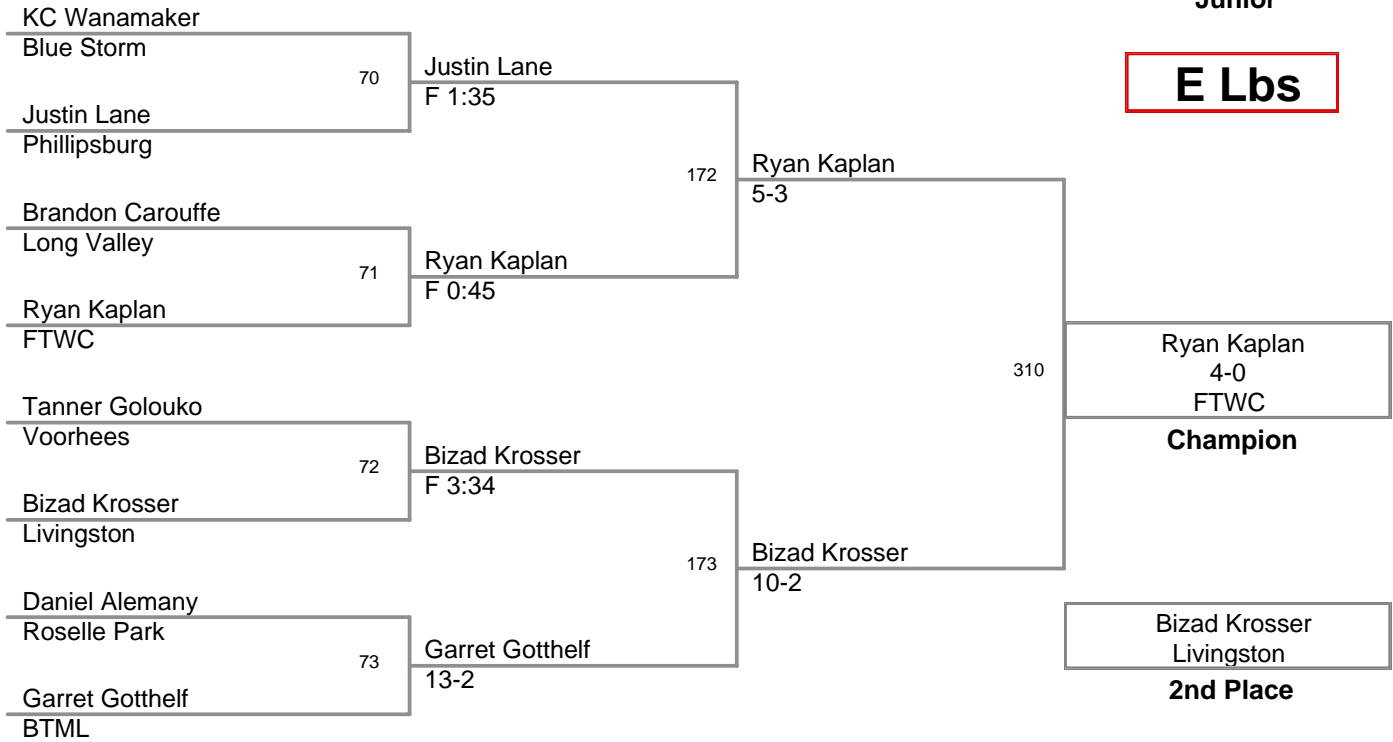 Junior
E Lbs
KC Wanamaker
Blue Storm
70
Justin Lane
Phillipsburg
Justin Lane
F 1:35
Brandon Carouffe
Long Valley
71
Ryan Kaplan
FTWC
Ryan Kaplan
F 0:45
172
Ryan Kaplan
5-3
Tanner Golouko
Voorhees
72
Bizad Krosser
Livingston
Bizad Krosser
F 3:34
Daniel Alemany
Roselle Park
73
Garret Gotthelf
BTML
Garret Gotthelf
13-2
173
Bizad Krosser
10-2
310
Ryan Kaplan
4-0
FTWC
Champion
Bizad Krosser
Livingston
2nd Place